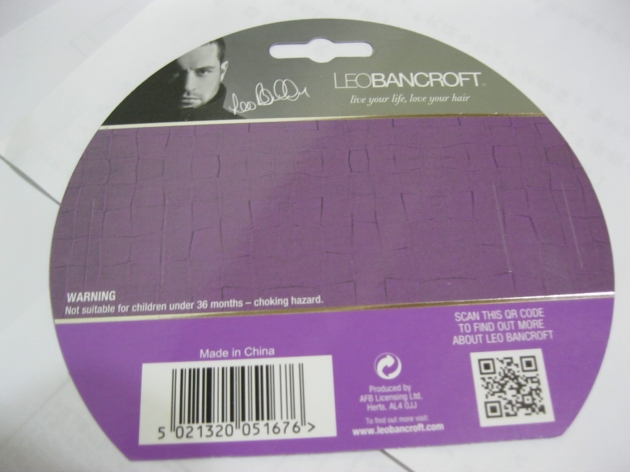 LEOBANCROFT™
Leo B
live your life, love your hair
WARNING
Not suitable for children under 36 months – choking hazard.
SCAN THIS QR CODE
TO FIND OUT MORE
ABOUT LEO BANCROFT
Made in China
5 021320 051676 >
Produced by
AFB Licensing Ltd,
Herts, AL4 0JJ
To find out more visit:
www.leobancroft.com